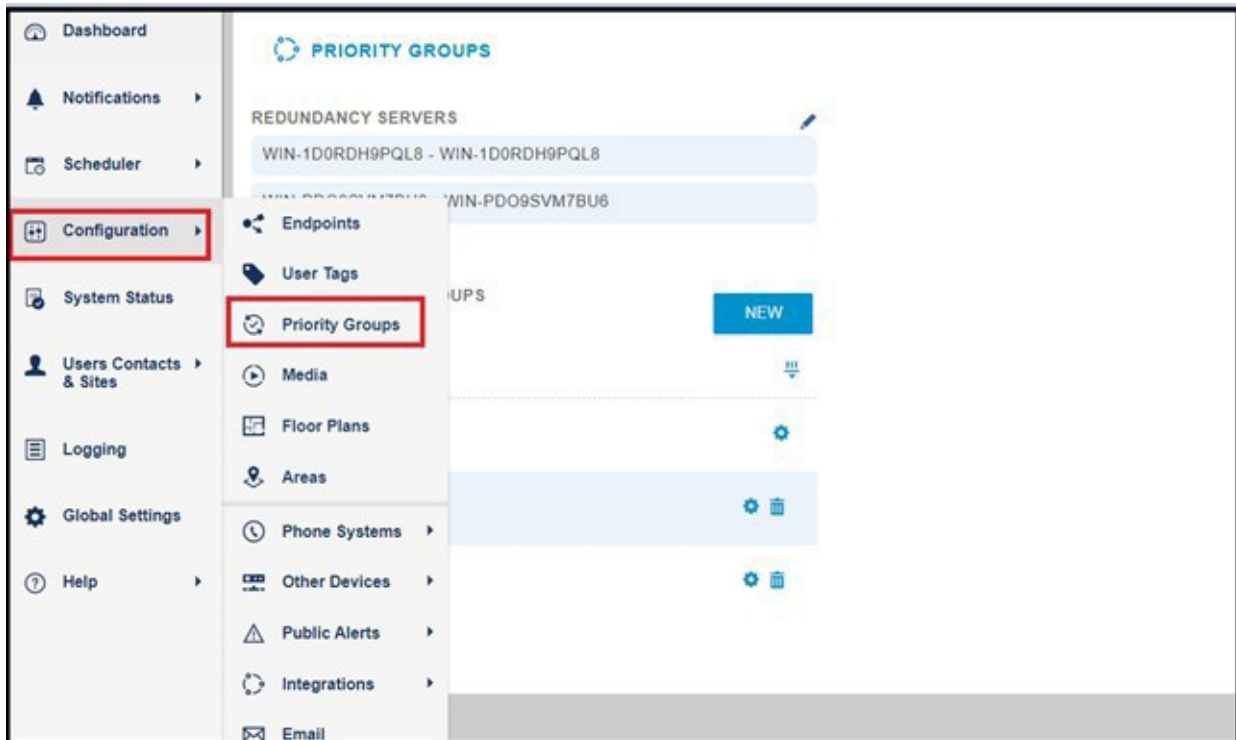 Dashboard
Notifications
Scheduler
Configuration
System Status
Users Contacts
& Sites
Logging
Global Settings
Help
PRIORITY GROUPS
REDUNDANCY SERVERS
WIN-1D0RDH9PQL8 - WIN-1D0RDH9PQL8
WIN-PDO9SVM7BU6
UPS
NEW
Endpoints
User Tags
Priority Groups
Media
Floor Plans
Areas
Phone Systems
Other Devices
Public Alerts
Integrations
Email